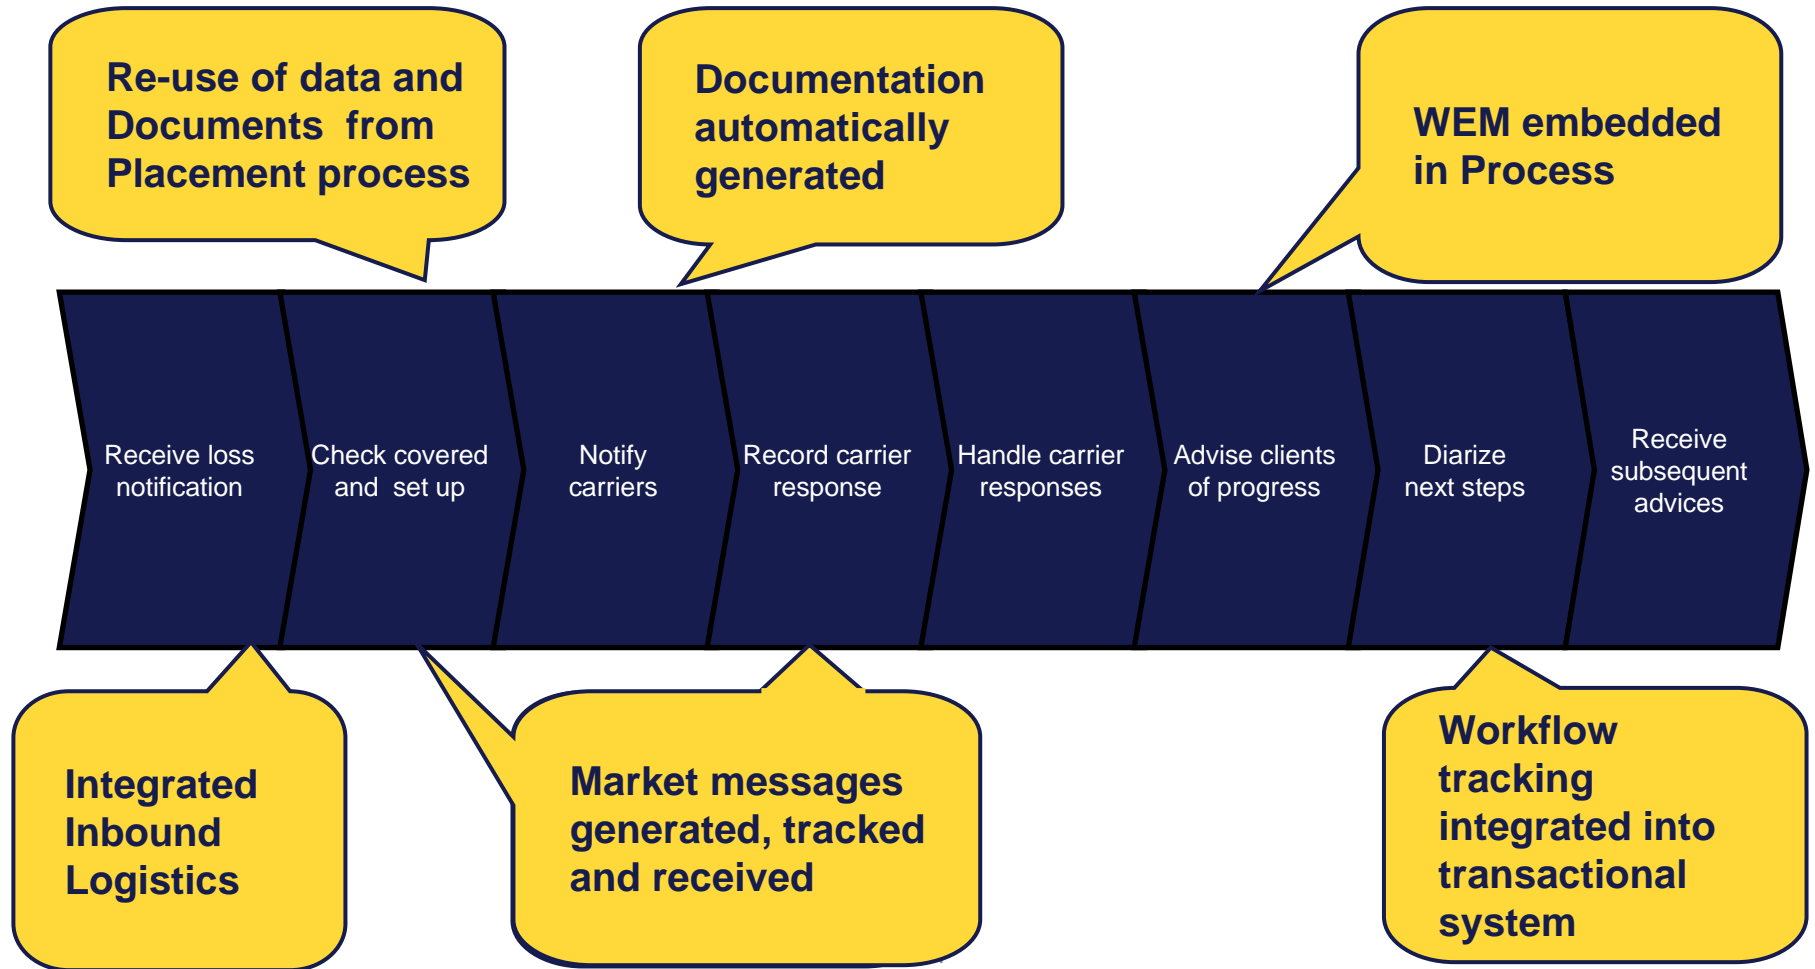 Re-use of data and
Documents  from
Placement process
Documentation
automatically
generated
WEM embedded
in Process
Receive loss
notification
Check covered
and  set up
Notify
carriers
Record carrier
response
Handle carrier
responses
Advise clients
of progress
Diarize
next steps
Receive
subsequent
advices
Integrated
Inbound
Logistics
Market messages
generated, tracked
and received
Workflow
tracking
integrated into
transactional
system